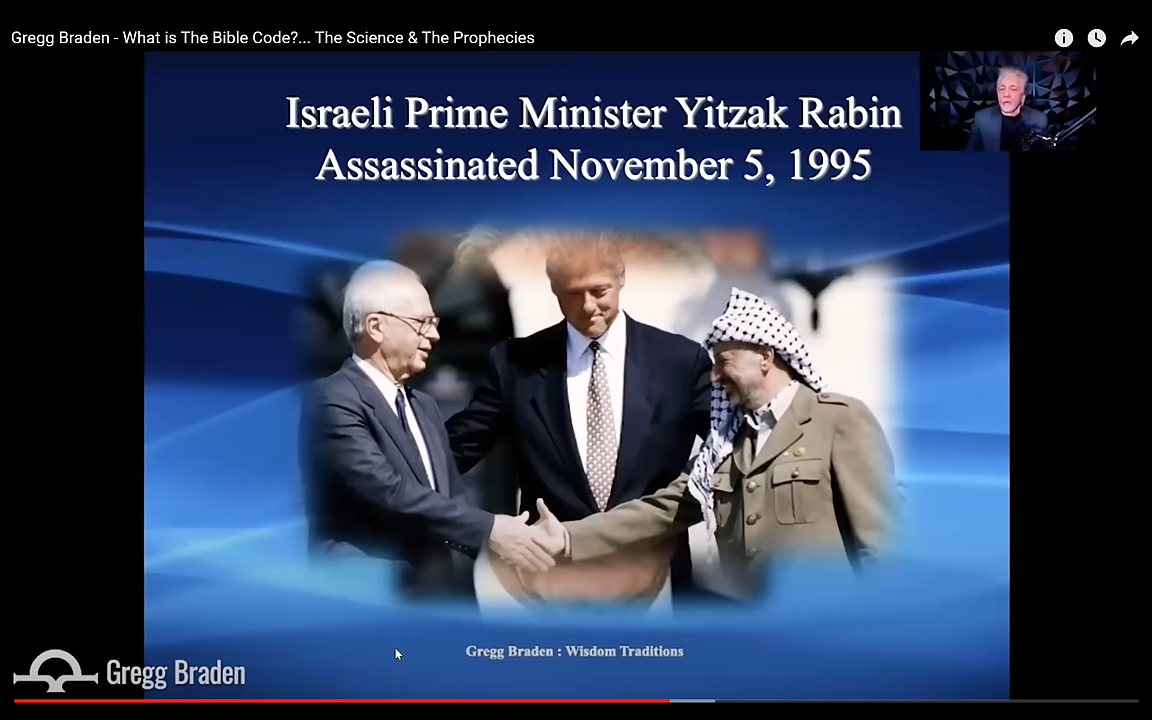 Gregg Braden - What is The Bible Code?... The Science & The Prophecies
Israeli Prime Minister Yitzak Rabin
Assassinated November 5, 1995
Gregg Braden : Wisdom Traditions
Gregg Braden